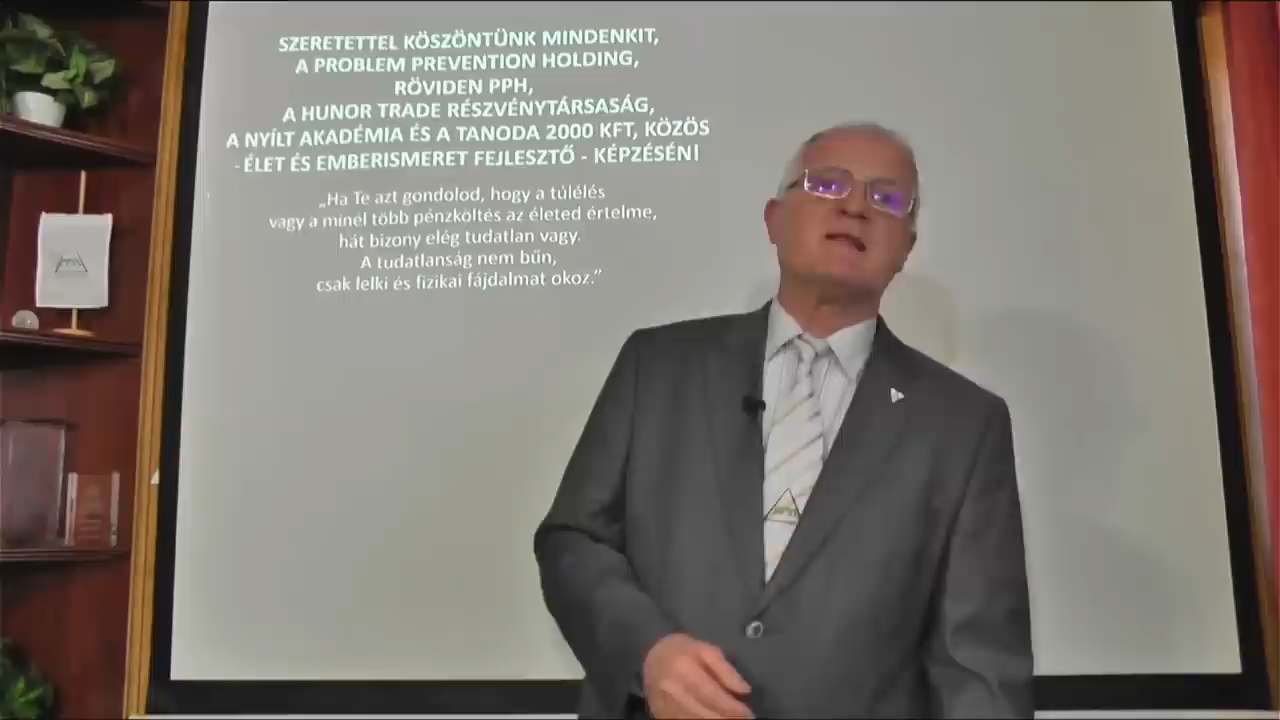 SZERETETTEL KÖSZÖNTÜNK MINDENKIT,
A PROBLEM PREVENTION HOLDING,
RÖVIDEN PPH,
A HUNOR TRADE RÉSZVÉNYTÁRSASÁG,
A NYÍLT AKADÉMIA ÉS A TANODA 2000 KFT, KÖZÖS
- ÉLET ÉS EMBERISMERET FEJLESZTŐ - KÉPZÉSÉN!
„Ha Te azt gondolod, hogy a túlélés
vagy a minél több pénzköltés az életed értelme,
hát bizony elég tudatlan vagy.
A tudatlanság nem bűn,
csak lelki és fizikai fájdalmat okoz.”